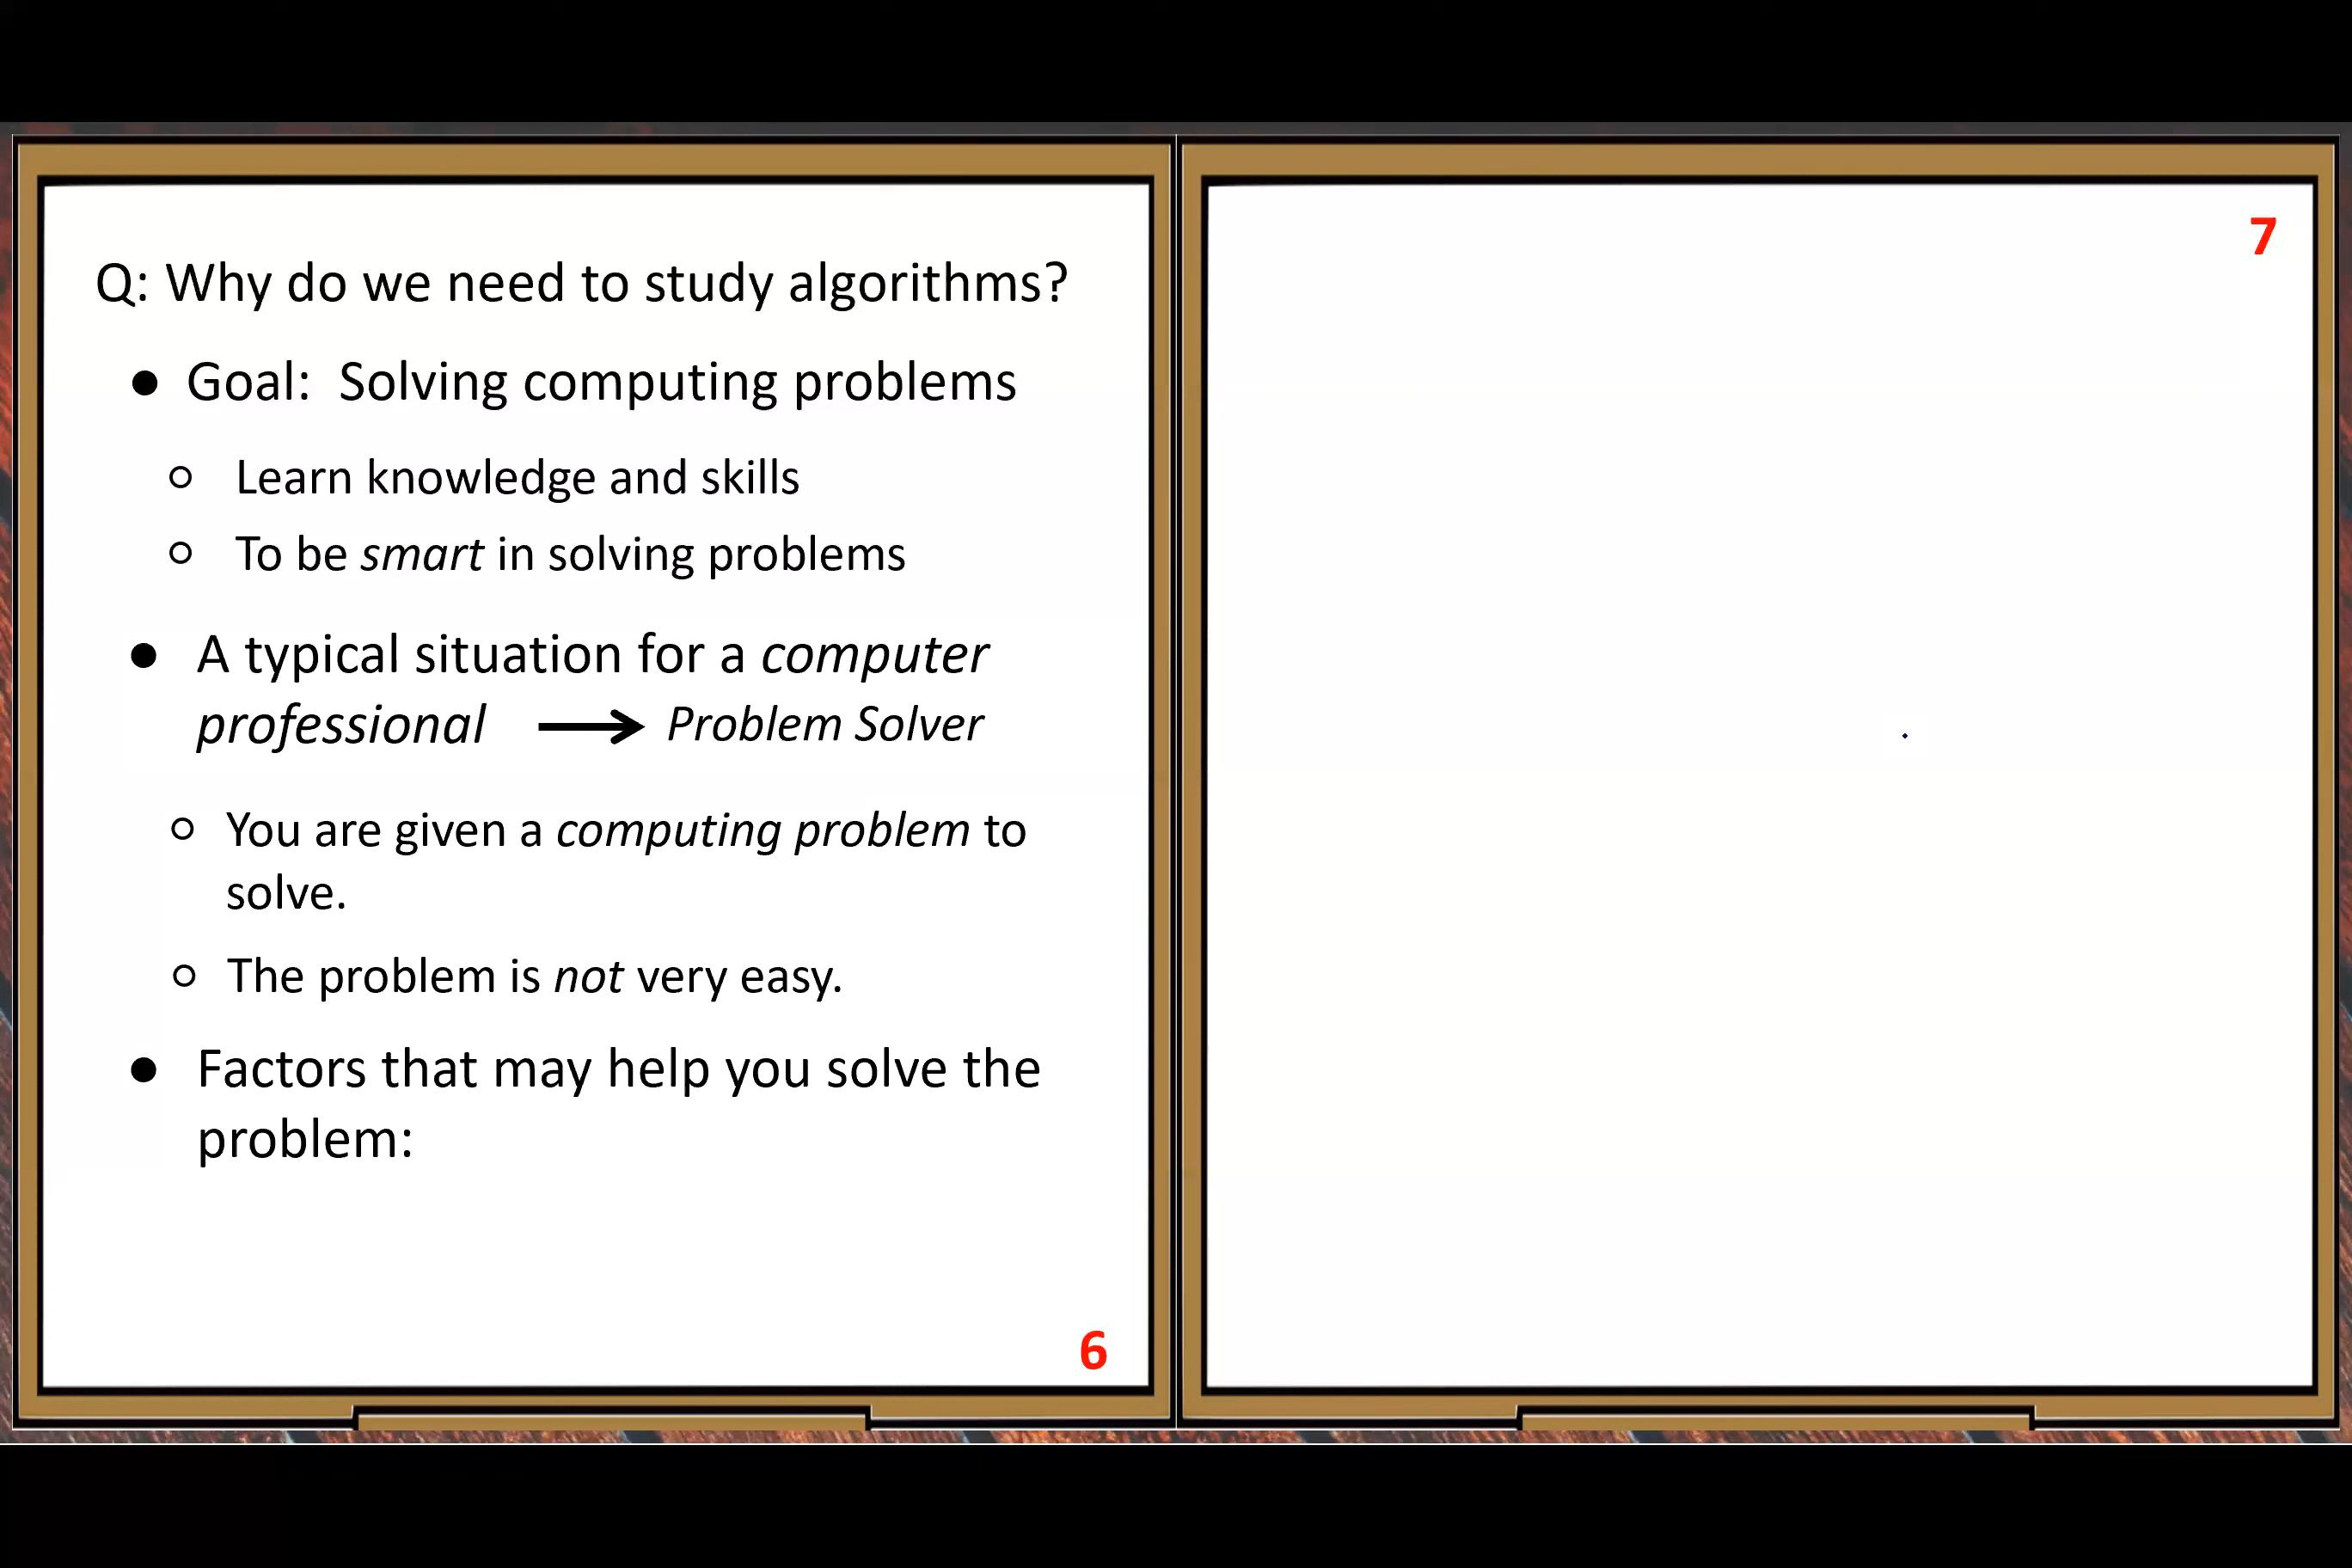 Q: Why do we need to study algorithms?
● Goal: Solving computing problems
○ Learn knowledge and skills
○ To be smart in solving problems
● A typical situation for a computer
professional → Problem Solver
○ You are given a computing problem to
solve.
○ The problem is not very easy.
● Factors that may help you solve the
problem:
6
7